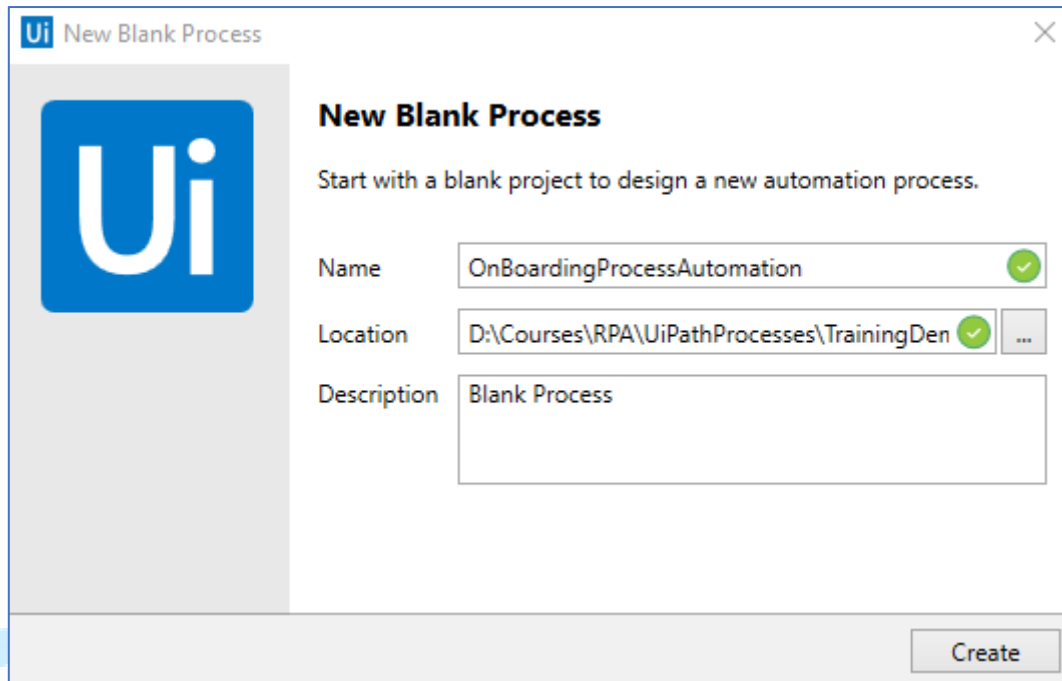 Ui New Blank Process
Ui
New Blank Process
Start with a blank project to design a new automation process.
Name OnBoardingProcessAutomation
Location D:\Courses\RPA\UiPathProcesses\TrainingDen ...
Description Blank Process
Create